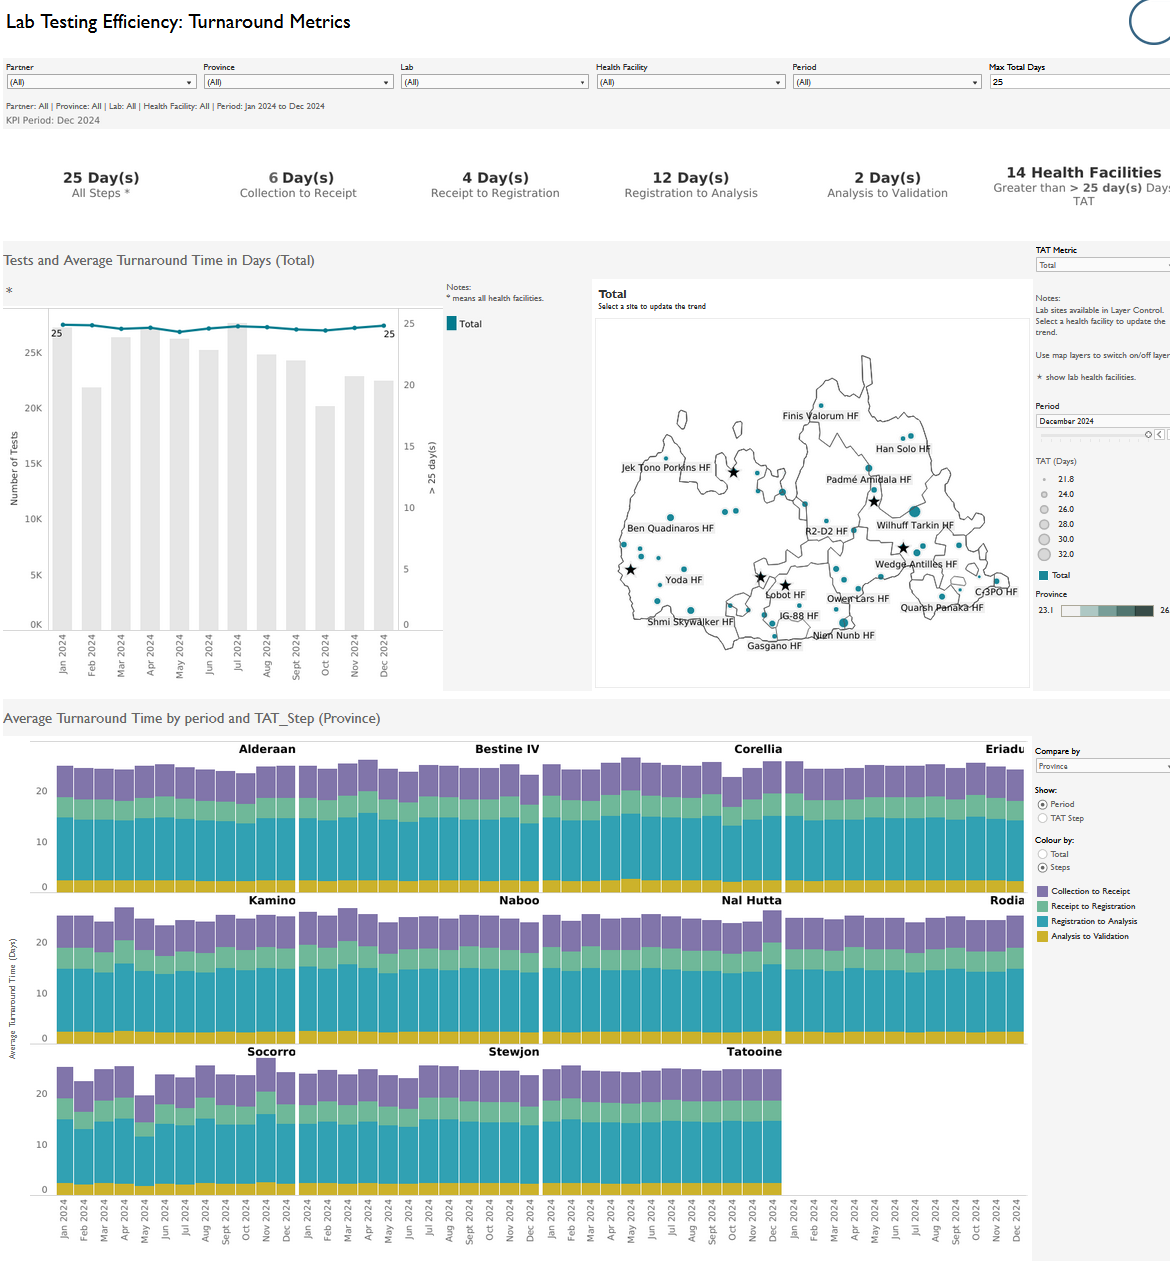 Lab Testing Efficiency: Turnaround Metrics
Partner
Province
Lab
Health Facility
Period
Max Total Days
(All)
(All)
(All)
(All)
(All)
25
Partner: All | Province: All | Lab: All | Health Facility: All | Period: Jan 2024 to Dec 2024
KPI Period: Dec 2024
25 Day(s)
All Steps *
6 Day(s)
Collection to Receipt
4 Day(s)
Receipt to Registration
12 Day(s)
Registration to Analysis
2 Day(s)
Analysis to Validation
14 Health Facilities
Greater than > 25 day(s) Days
TAT
Tests and Average Turnaround Time in Days (Total)
*
Number of Tests
25K
20K
15K
10K
5K
0K
25
25
25
20
15
10
5
0
> 25 day(s)
Jan 2024
Feb 2024
Mar 2024
Apr 2024
May 2024
Jun 2024
Jul 2024
Aug 2024
Sept 2024
Oct 2024
Nov 2024
Dec 2024
Notes:
* means all health facilities.
Total
Total
Select a site to update the trend
Finis Valorum HF
Han Solo HF
Jek Tono Porkins HF
Padmé Amidala HF
Ben Quadinaros HF
R2-D2 HF
Wilhuff Tarkin HF
Wedge Antilles HF
Yoda HF
Lobot HF
Owen Lars HF
C-3PO HF
Quarsh Panaka HF
Shmi Skywalker HF
IG-88 HF
Nien Nunb HF
Gasgano HF
TAT Metric
Total
Notes:
Lab sites available in Layer Control.
Select a health facility to update the
trend.
Use map layers to switch on/off layer
★ show lab health facilities.
Period
December 2024
TAT (Days)
21.8
24.0
26.0
28.0
30.0
32.0
Total
Province
23.1
26
Average Turnaround Time by period and TAT_Step (Province)
Average Turnaround Time (Days)
Alderaan
Bestine IV
Corellia
Eriadu
20
10
0
Kamino
Naboo
Nal Hutta
Rodia
20
10
0
Socorro
Stewjon
Tatooine
20
10
0
Jan 2024
Feb 2024
Mar 2024
Apr 2024
May 2024
Jun 2024
Jul 2024
Aug 2024
Sept 2024
Oct 2024
Nov 2024
Dec 2024
Jan 2024
Feb 2024
Mar 2024
Apr 2024
May 2024
Jun 2024
Jul 2024
Aug 2024
Sept 2024
Oct 2024
Nov 2024
Dec 2024
Jan 2024
Feb 2024
Mar 2024
Apr 2024
May 2024
Jun 2024
Jul 2024
Aug 2024
Sept 2024
Oct 2024
Nov 2024
Dec 2024
Jan 2024
Feb 2024
Mar 2024
Apr 2024
May 2024
Jun 2024
Jul 2024
Aug 2024
Sept 2024
Oct 2024
Nov 2024
Dec 2024
Compare by
Province
Show:
Period
TAT Step
Colour by:
Total
Steps
Collection to Receipt
Receipt to Registration
Registration to Analysis
Analysis to Validation